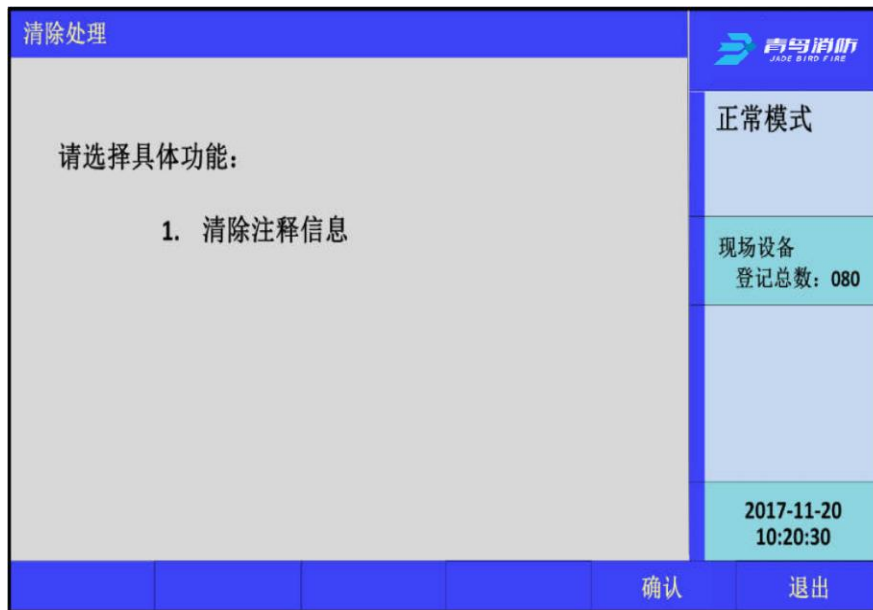 清除处理
青鸟消防
JADE BIRD FIRE
正常模式
请选择具体功能：
1. 清除注释信息
现场设备
登记总数：080
2017-11-20
10:20:30
确认
退出